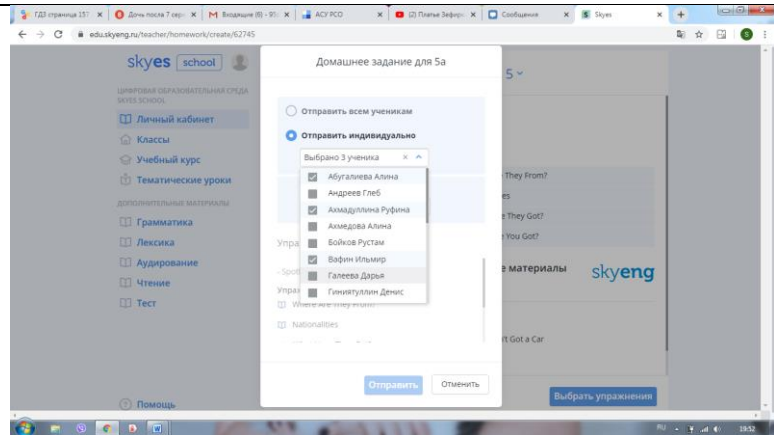 ГДЗ страница 157
Дочь посла 7 сери
Входящие (6) - 95
АСУ РСО
(2) Платье Зефир
Сообщения
Skyes
edu.skyeng.ru/teacher/homework/create/62745
skyes school
ЦИФРОВАЯ ОБРАЗОВАТЕЛЬНАЯ СРЕДА
SKYES SCHOOL
Личный кабинет
Классы
Учебный курс
Тематические уроки
ДОПОЛНИТЕЛЬНЫЕ МАТЕРИАЛЫ
Грамматика
Лексика
Аудирование
Чтение
Тест
Помощь
Домашнее задание для 5а
Отправить всем ученикам
Отправить индивидуально
Выбрано 3 ученика
Абугалиева Алина
Андреев Глеб
Ахмадуллина Руфина
Ахмедова Алина
Бойков Рустам
Вафин Ильмир
Галеева Дарья
Гиниятуллин Денис
Упра
- Spot
Упраж
Where Are They From?
Nationalities
Отправить
Отменить
5
They From?
es
e They Got?
You Got?
е материалы
skyeng
't Got a Car
Выбрать упражнения
RU
19:52